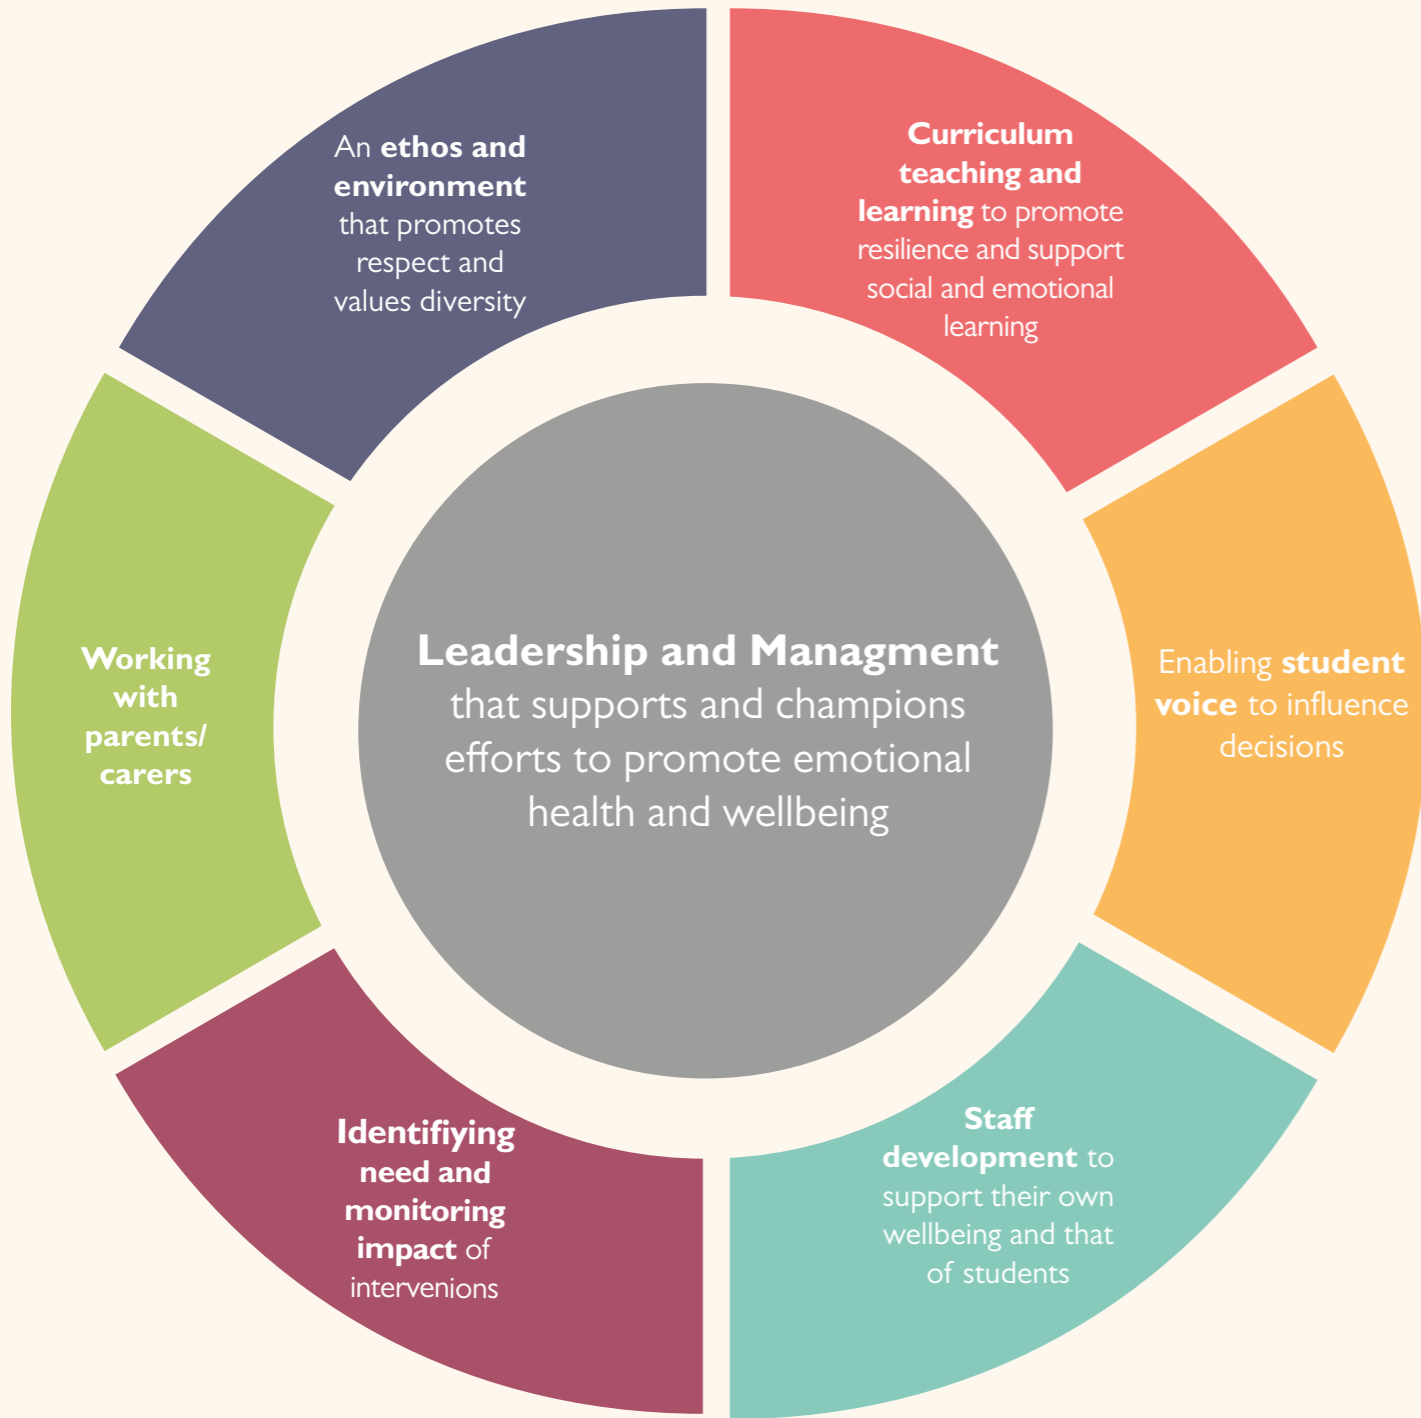 An ethos and
environment
that promotes
respect and
values diversity
Curriculum
teaching and
learning to promote
resilience and support
social and emotional
learning
Enabling student
voice to influence
decisions
Staff
development to
support their own
wellbeing and that
of students
Identifiying
need and
monitoring
impact of
intervenions
Working
with
parents/
carers
Leadership and Managment
that supports and champions
efforts to promote emotional
health and wellbeing